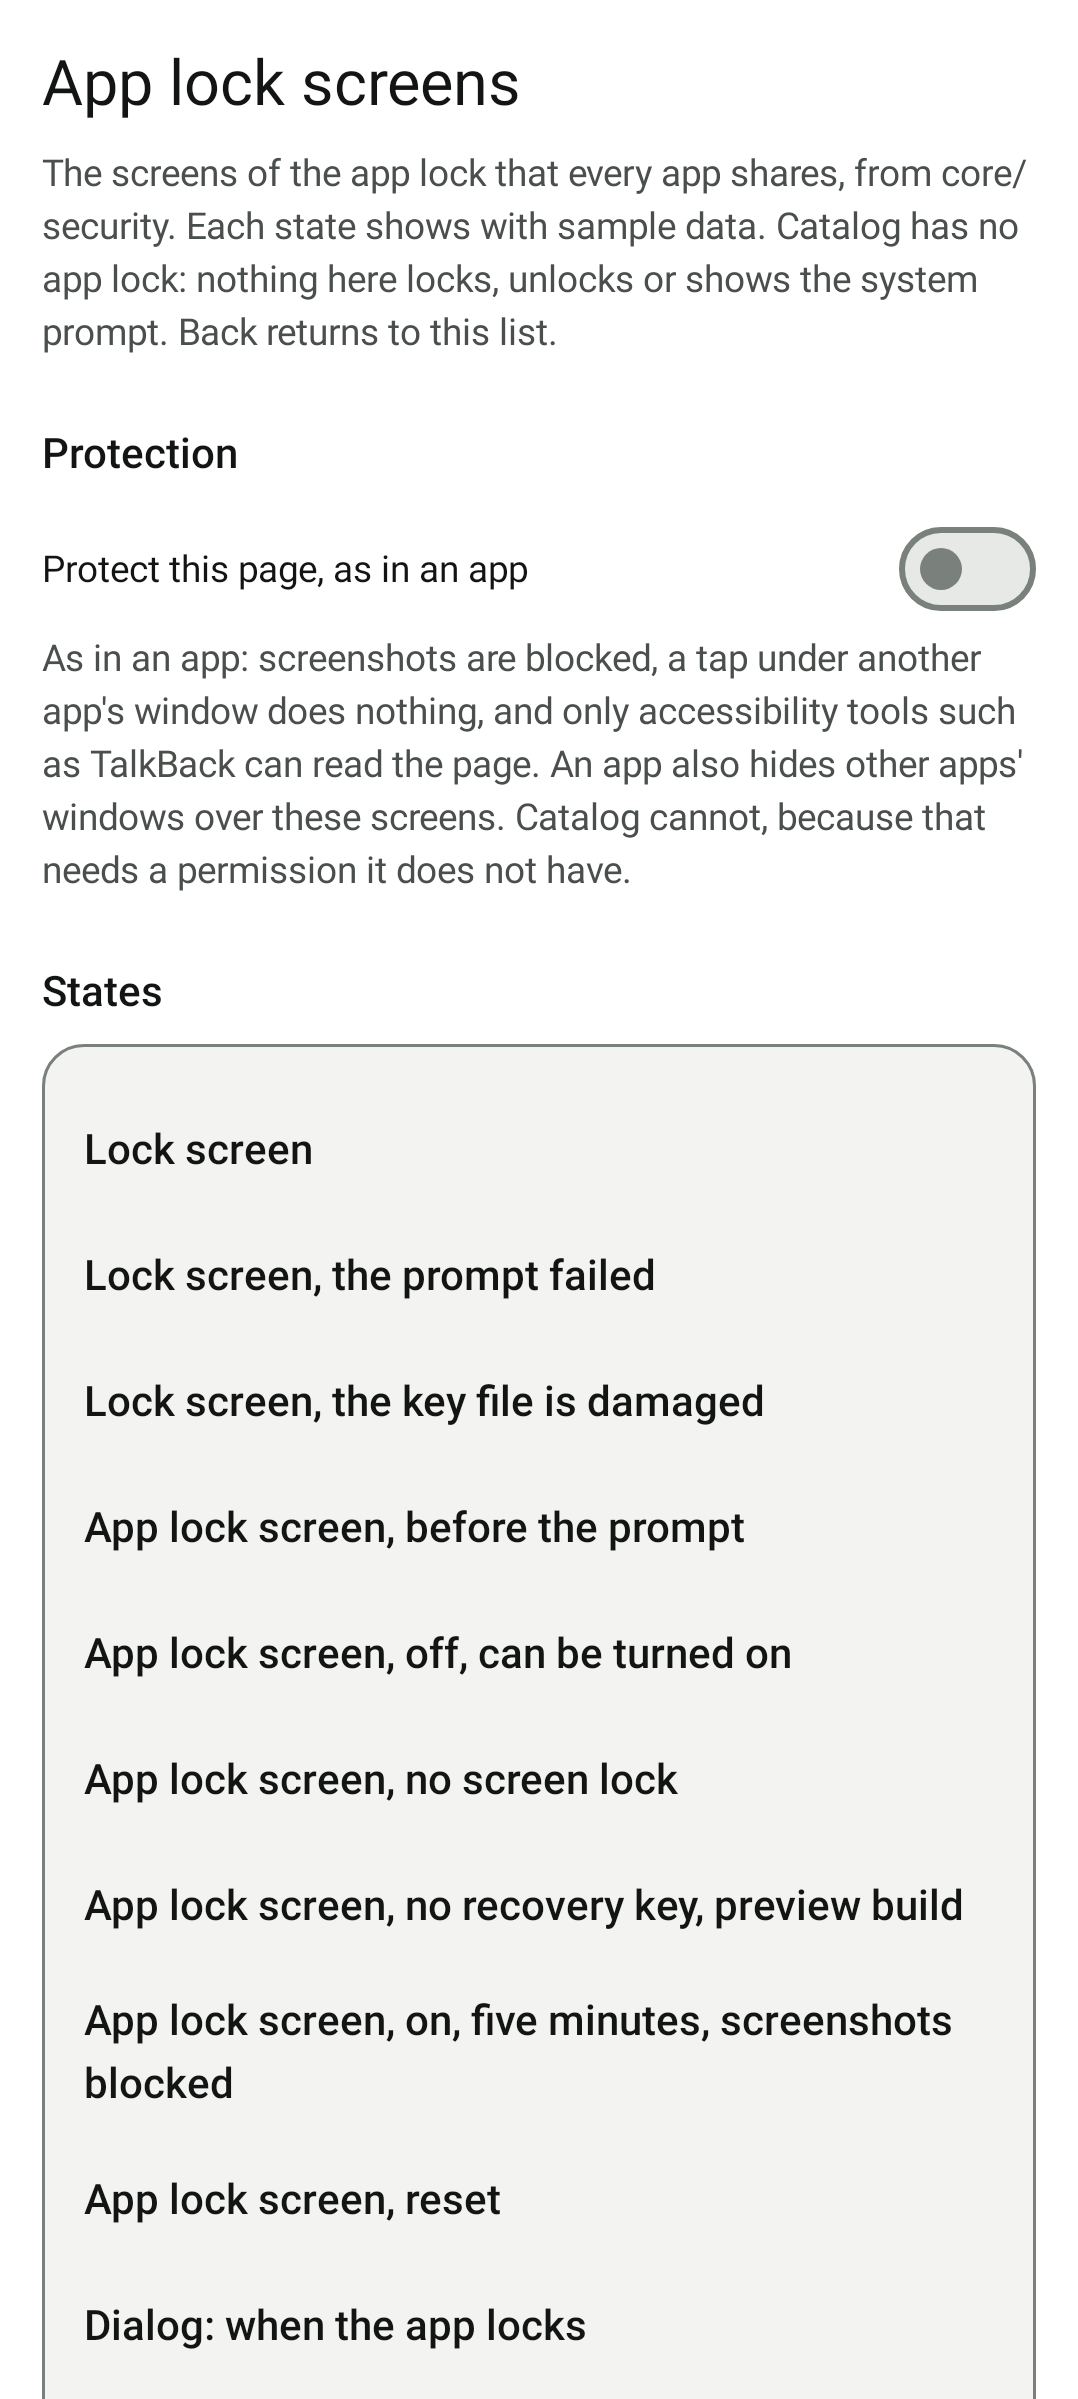 App lock screens
The screens of the app lock that every app shares, from core/
security. Each state shows with sample data. Catalog has no
app lock: nothing here locks, unlocks or shows the system
prompt. Back returns to this list.
Protection
Protect this page, as in an app
As in an app: screenshots are blocked, a tap under another
app's window does nothing, and only accessibility tools such
as TalkBack can read the page. An app also hides other apps'
windows over these screens. Catalog cannot, because that
needs a permission it does not have.
States
Lock screen
Lock screen, the prompt failed
Lock screen, the key file is damaged
App lock screen, before the prompt
App lock screen, off, can be turned on
App lock screen, no screen lock
App lock screen, no recovery key, preview build
App lock screen, on, five minutes, screenshots
blocked
App lock screen, reset
Dialog: when the app locks